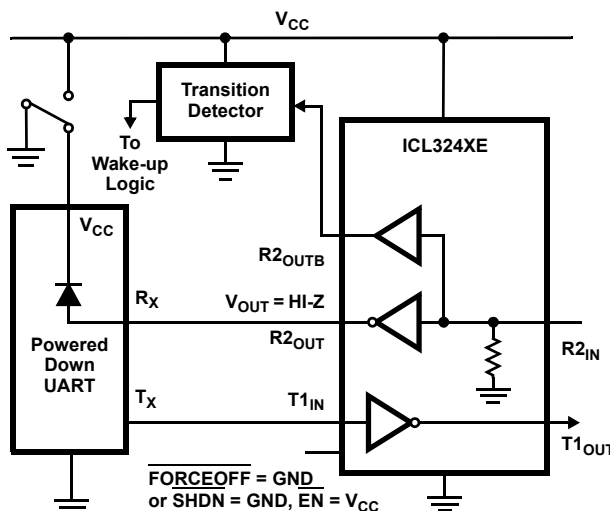 VCC
Transition
Detector
To
Wake-up
Logic
ICL324XE
VCC
R2OUTB
RX
VOUT = HI-Z
R2OUT
R2IN
Powered
Down
UART
TX
T1IN
T1OUT
FORCEOFF = GND
or SHDN = GND, EN = VCC